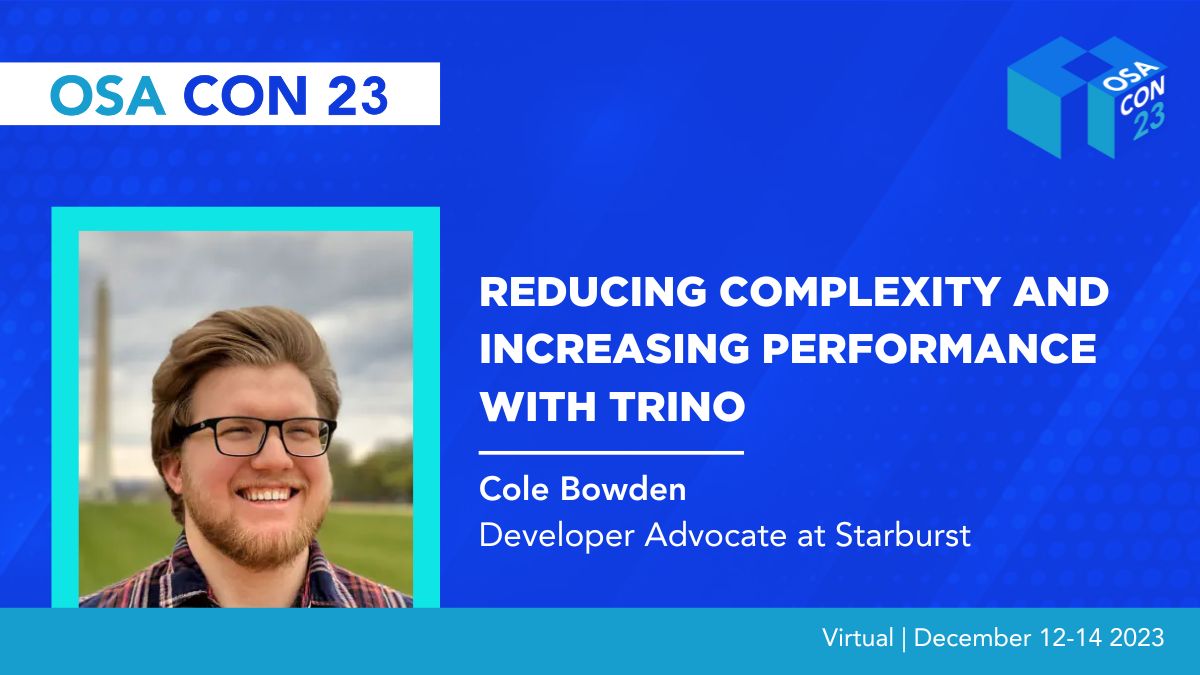 OSA CON 23
OSA
CON
23
REDUCING COMPLEXITY AND
INCREASING PERFORMANCE
WITH TRINO
Cole Bowden
Developer Advocate at Starburst
Virtual | December 12-14 2023